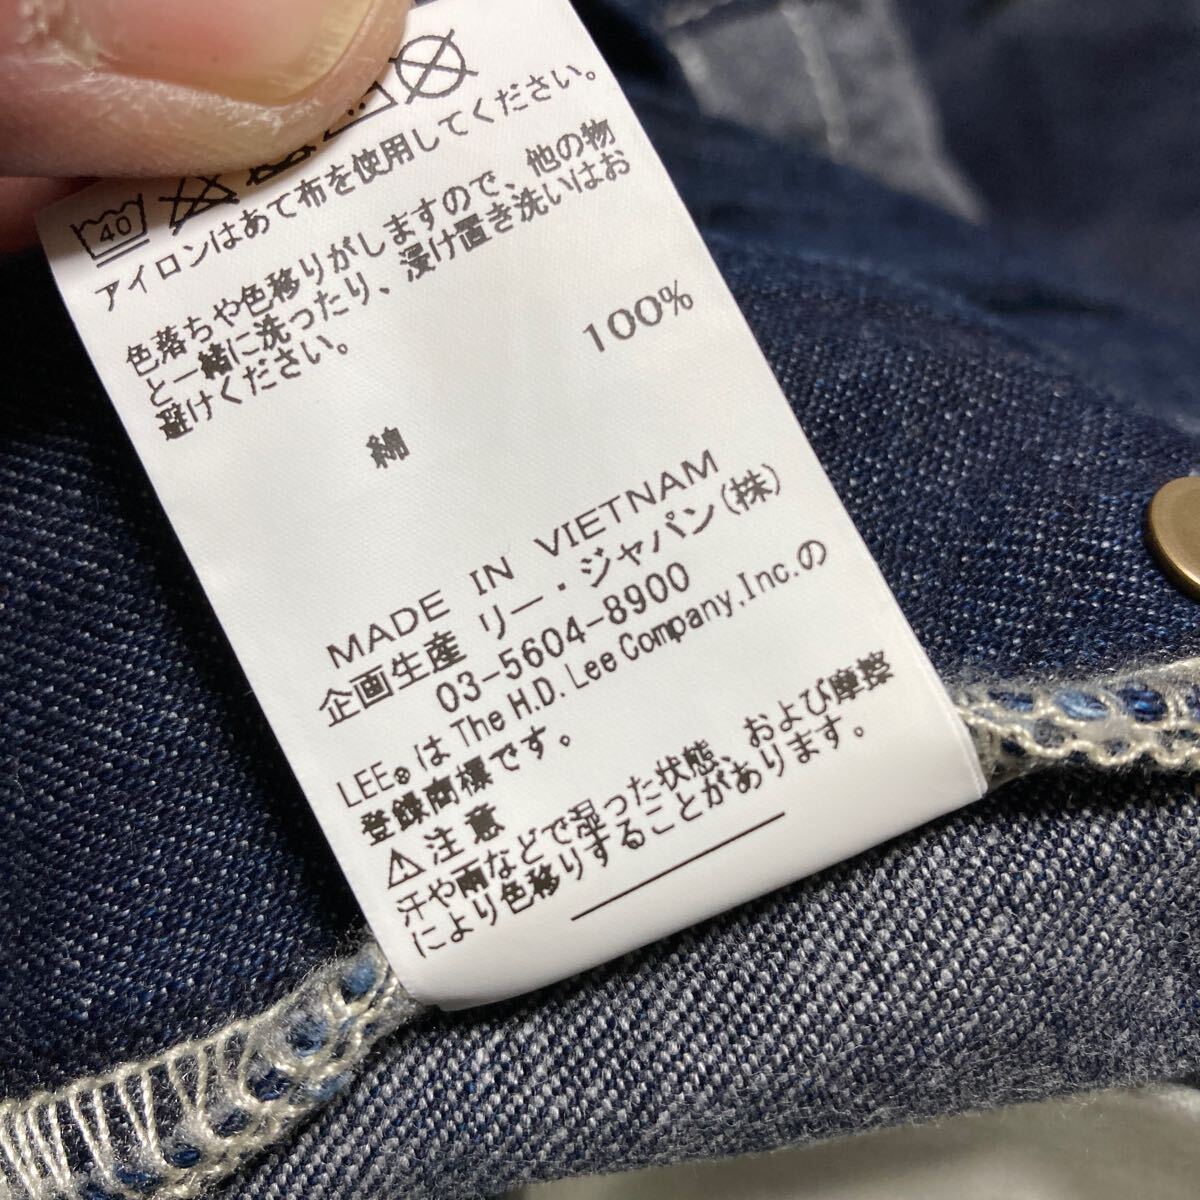 40
アイロンはあて布を使用してください。
色落ちや色移りがしますので、他の物
と一緒に洗ったり、浸け置き洗いはお
避けください。
綿 100%
MADE IN VIETNAM
企画生産 リー・ジャパン(株)
03-5604-8900
LEE®は The H.D. Lee Company,Inc.の
登録商標です。
⚠注意
汗や雨などで湿った状態、および摩擦
により色移りすることがあります。